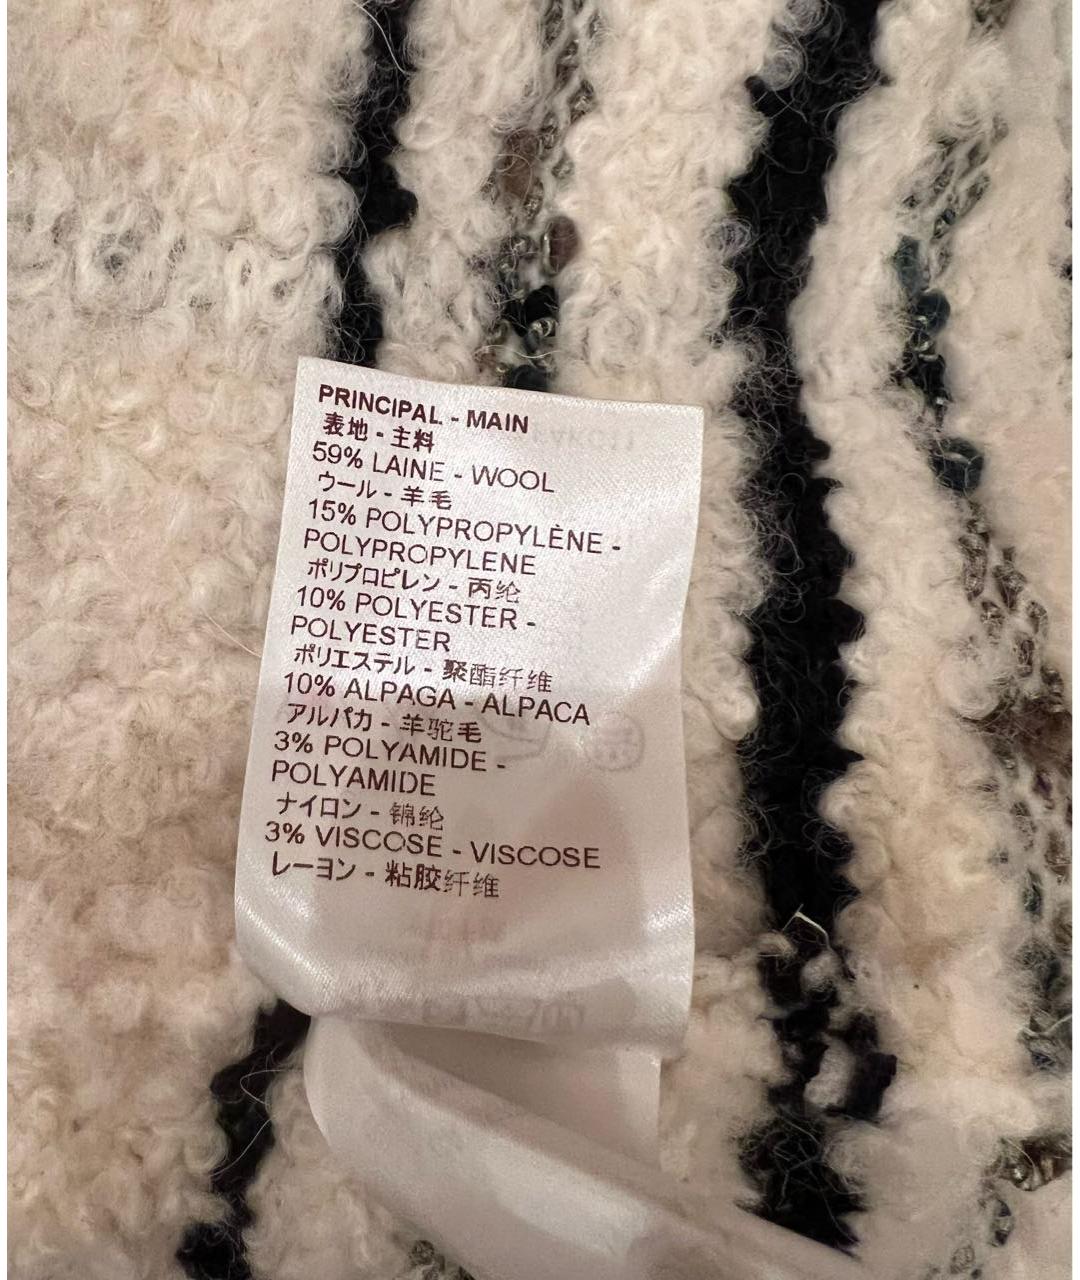 PRINCIPAL - MAIN
表地 - 主料
59% LAINE - WOOL
ウール - 羊毛
15% POLYPROPYLÈNE -
POLYPROPYLENE
ポリプロピレン - 丙纶
10% POLYESTER -
POLYESTER
ポリエステル - 聚酯纤维
10% ALPAGA - ALPACA
アルパカ - 羊驼毛
3% POLYAMIDE -
POLYAMIDE
ナイロン - 锦纶
3% VISCOSE - VISCOSE
レーヨン - 粘胶纤维